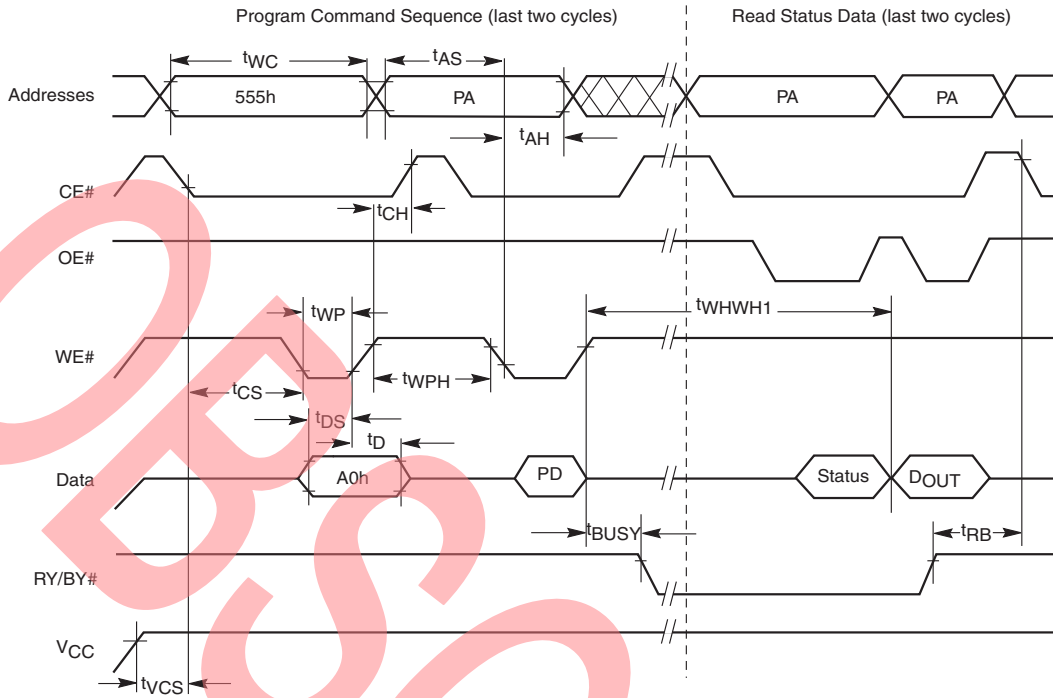 Program Command Sequence (last two cycles)
Read Status Data (last two cycles)
tWC
tAS
Addresses
555h
PA
PA
PA
tAH
CE#
tCH
OE#
tWP
tWHWH1
WE#
tCS
tWPH
tDS
tD
Data
A0h
PD
Status
DOUT
tBUSY
tRB
RY/BY#
VCC
tVCS